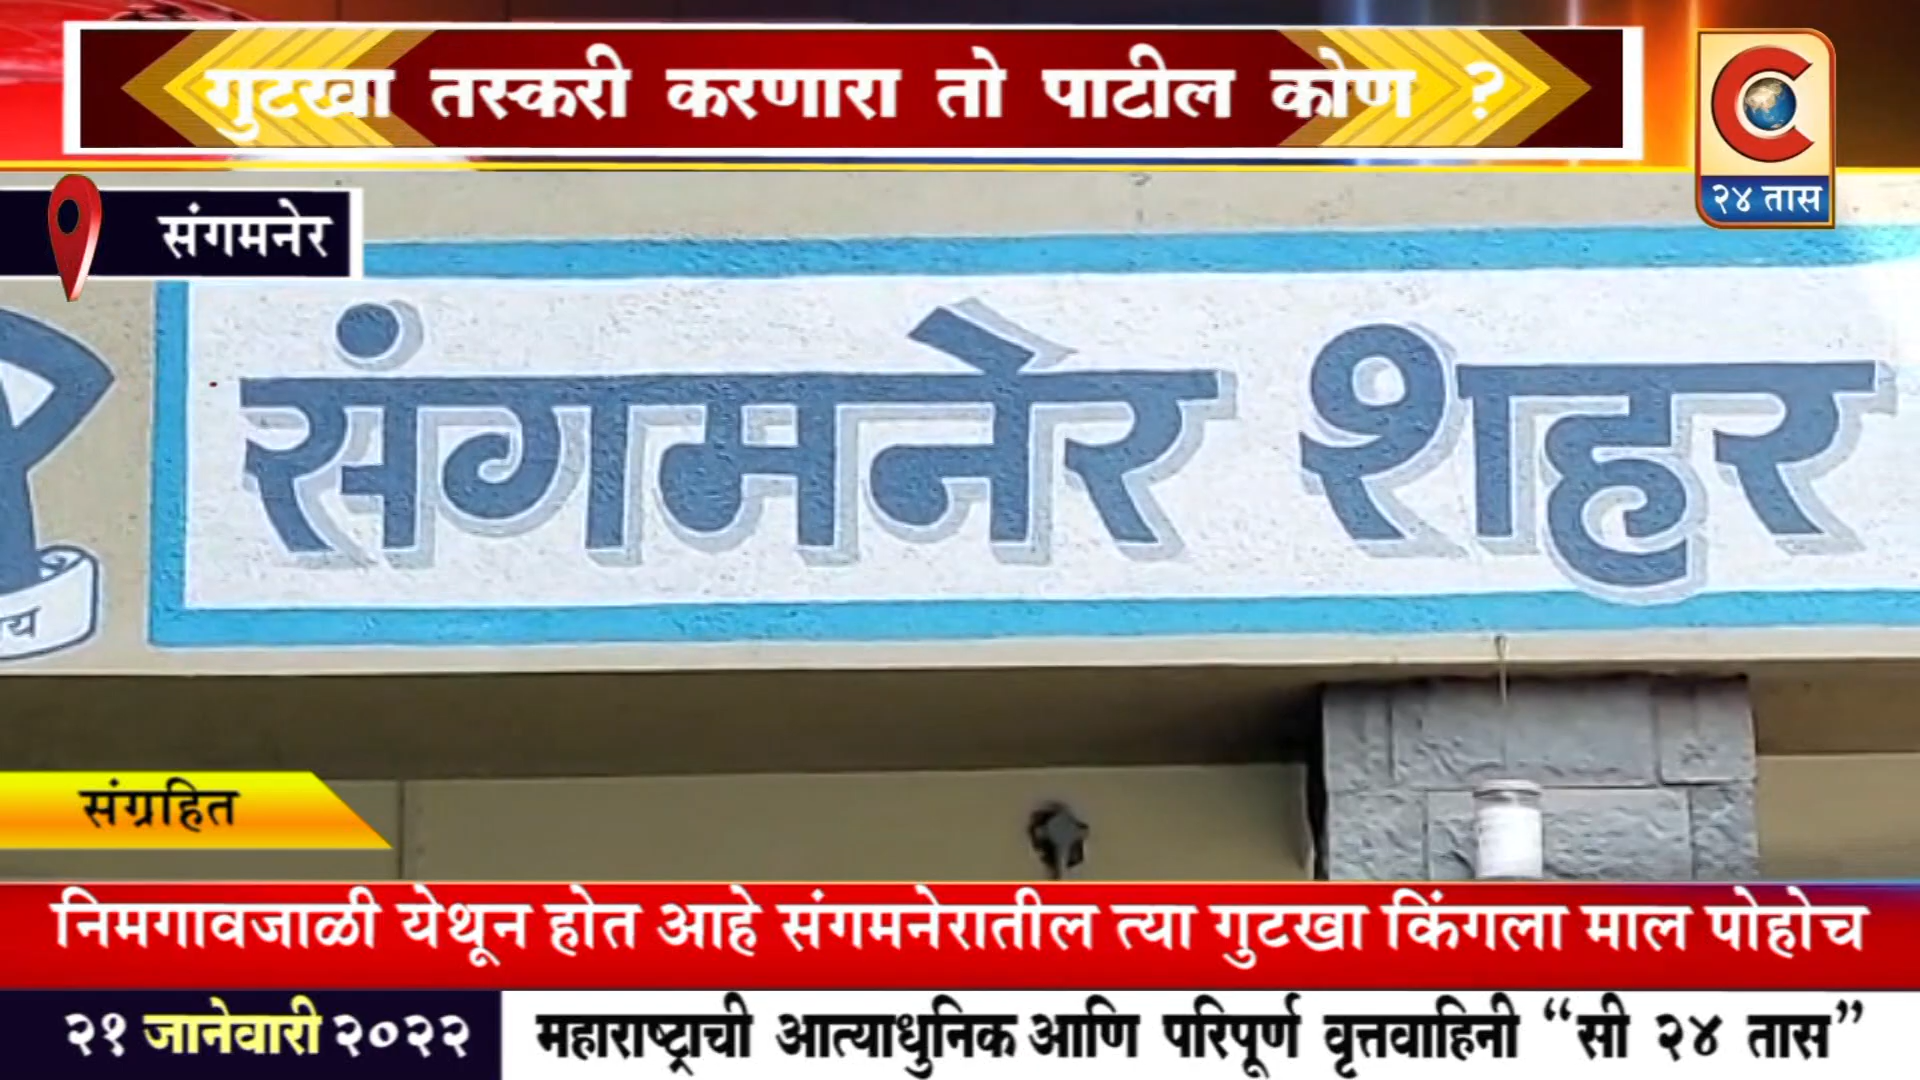 गुटखा तस्करी करणारा तो पाटील कोण ?
२४ तास
संगमनेर
संगमनेर शहर
य
संग्रहित
निमगावजाळी येथून होत आहे संगमनेरातील त्या गुटखा किंगला माल पोहोच
२१ जानेवारी २०२२
महाराष्ट्राची आत्याधुनिक आणि परिपूर्ण वृत्तवाहिनी “सी २४ तास”